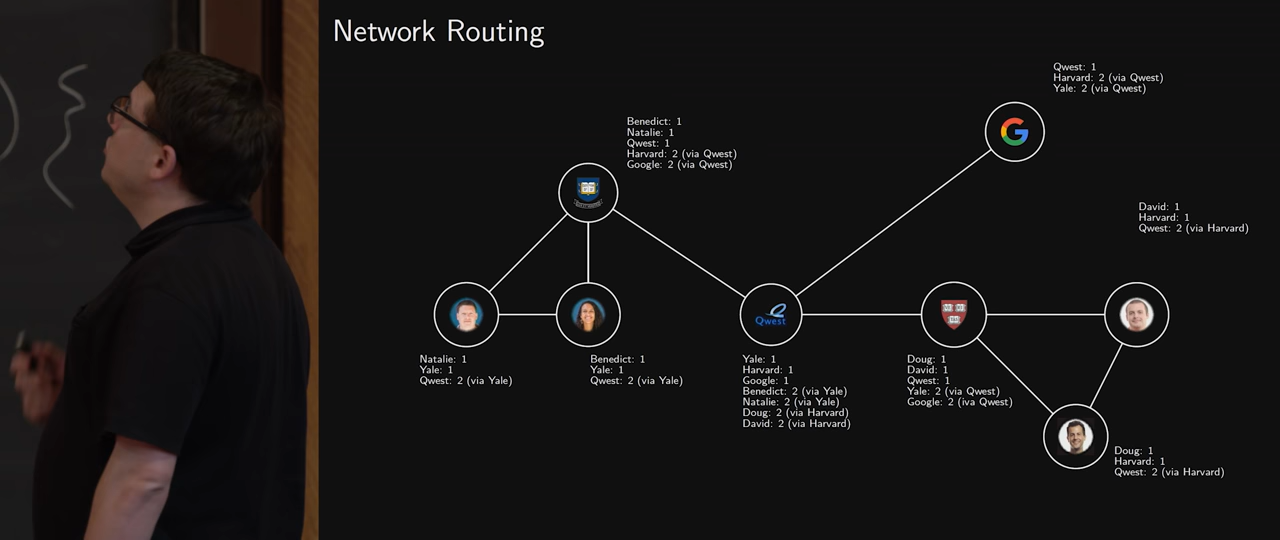 Network Routing
Qwest: 1
Harvard: 2 (via Qwest)
Yale: 2 (via Qwest)
Benedict: 1
Natalie: 1
Qwest: 1
Harvard: 2 (via Qwest)
Google: 2 (via Qwest)
David: 1
Harvard: 1
Qwest: 2 (via Harvard)
Qwest
Natalie: 1
Yale: 1
Qwest: 2 (via Yale)
Benedict: 1
Yale: 1
Qwest: 2 (via Yale)
Yale: 1
Harvard: 1
Google: 1
Benedict: 2 (via Yale)
Natalie: 2 (via Yale)
Doug: 2 (via Harvard)
David: 2 (via Harvard)
Doug: 1
David: 1
Qwest: 1
Yale: 2 (via Qwest)
Google: 2 (iva Qwest)
Doug: 1
Harvard: 1
Qwest: 2 (via Harvard)